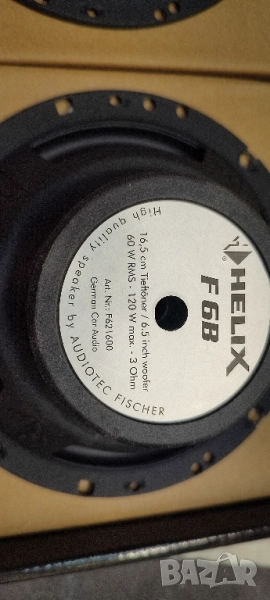 HELIX®
F 6B
16,5 cm Tieftöner / 6.5 inch woofer
60 W RMS - 120 W max. - 3 Ohm
Art. Nr.: F621600
German Car Audio
High quality speaker by AUDIOTEC FISCHER
bazar